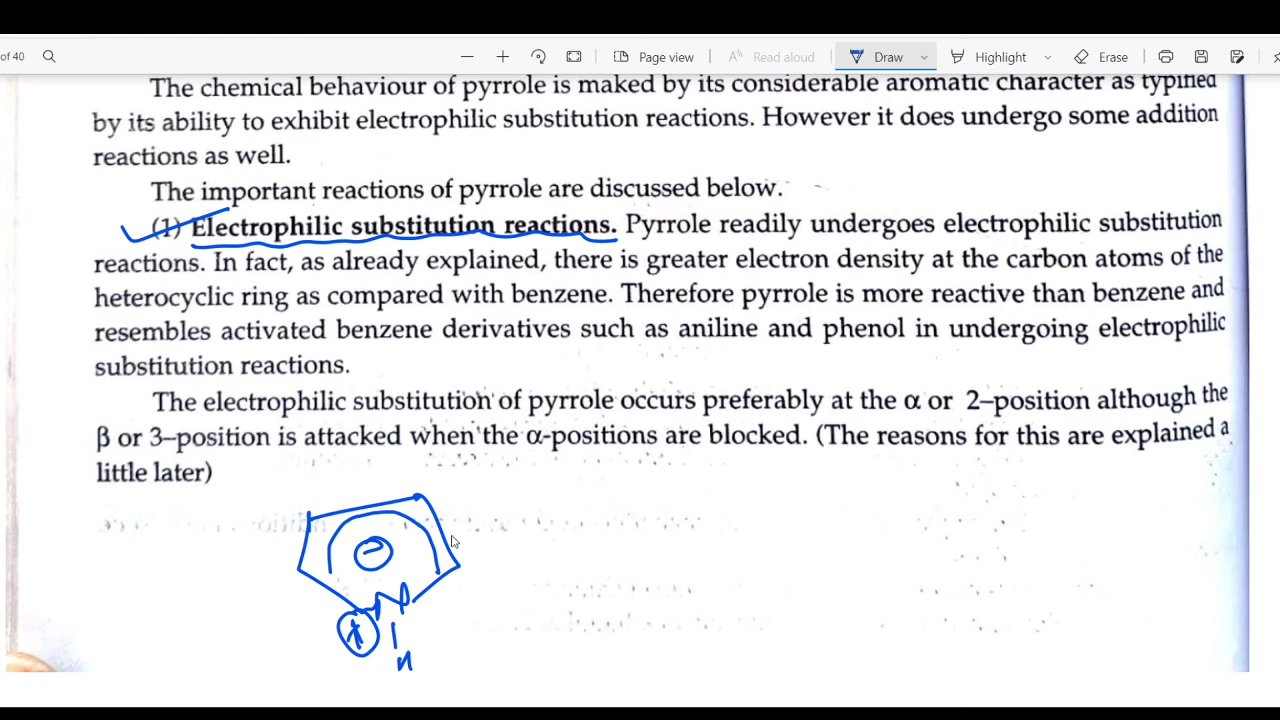 of 40
Page view
Read aloud
Draw
Highlight
Erase
The chemical behaviour of pyrrole is maked by its considerable aromatic character as typified
by its ability to exhibit electrophilic substitution reactions. However it does undergo some addition
reactions as well.
The important reactions of pyrrole are discussed below.
(1) Electrophilic substitution reactions. Pyrrole readily undergoes electrophilic substitution
reactions. In fact, as already explained, there is greater electron density at the carbon atoms of the
heterocyclic ring as compared with benzene. Therefore pyrrole is more reactive than benzene and
resembles activated benzene derivatives such as aniline and phenol in undergoing electrophilic
substitution reactions.
The electrophilic substitution of pyrrole occurs preferably at the α or 2–position although the
β or 3–position is attacked when the α-positions are blocked. (The reasons for this are explained a
little later)
N
H